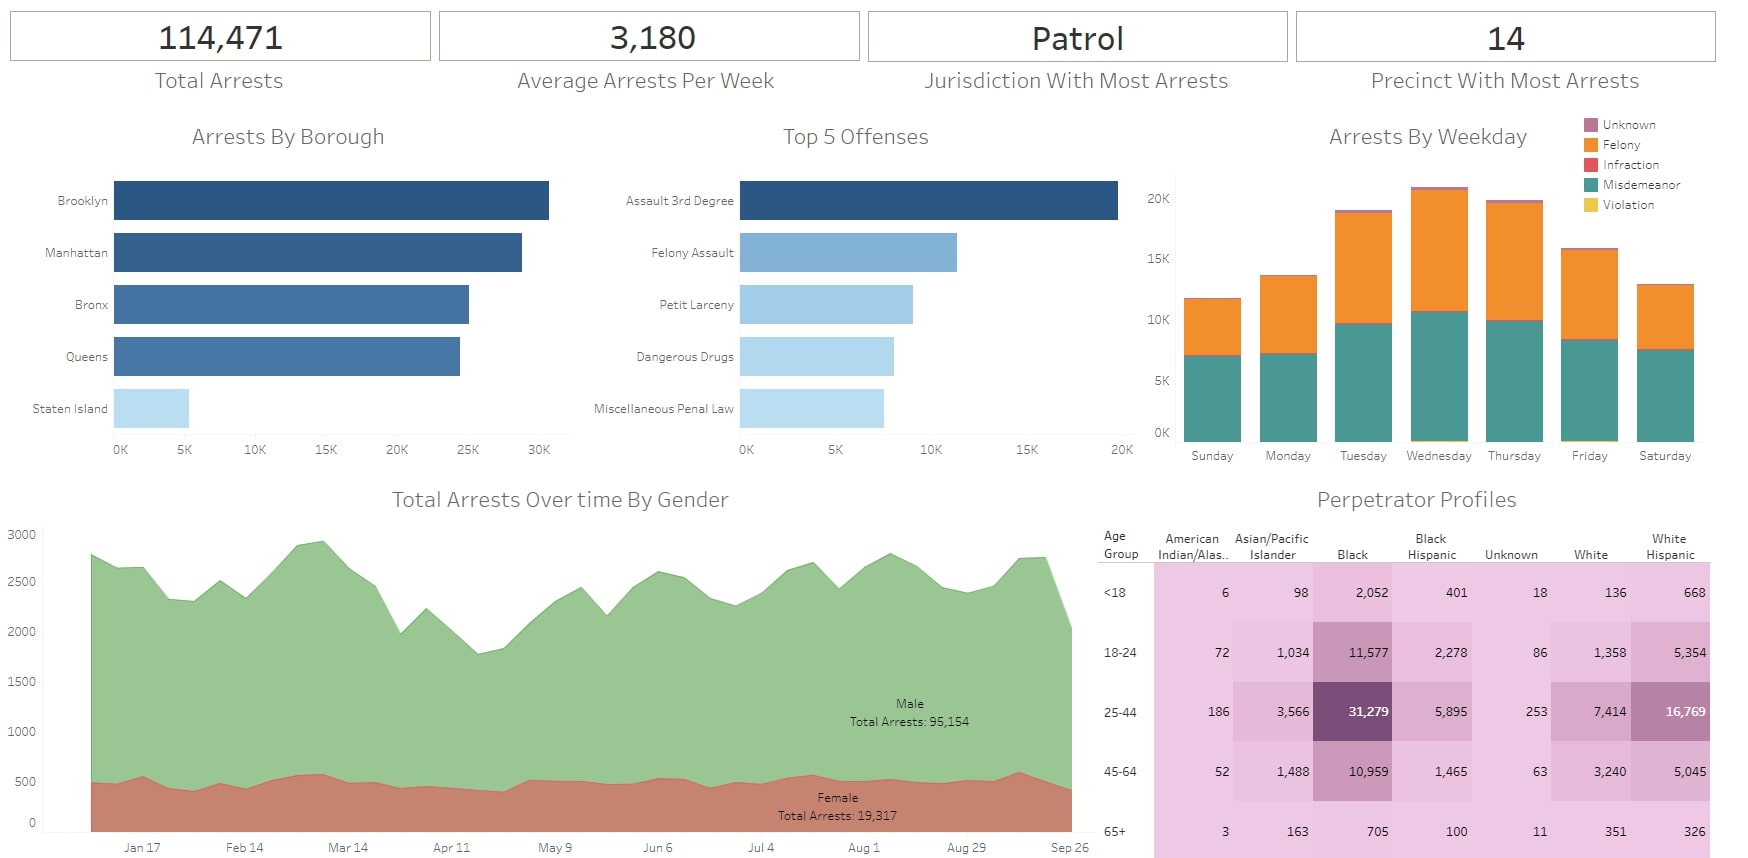 114,471
3,180
Patrol
14
Total Arrests
Average Arrests Per Week
Jurisdiction With Most Arrests
Precinct With Most Arrests
Arrests By Borough
Brooklyn
Manhattan
Bronx
Queens
Staten Island
0K 5K 10K 15K 20K 25K 30K
Top 5 Offenses
Assault 3rd Degree
Felony Assault
Petit Larceny
Dangerous Drugs
Miscellaneous Penal Law
0K 5K 10K 15K 20K
Arrests By Weekday
Unknown
Felony
Infraction
Misdemeanor
Violation
20K
15K
10K
5K
0K
Sunday Monday Tuesday Wednesday Thursday Friday Saturday
Total Arrests Over time By Gender
3000
2500
2000
1500
1000
500
0
Male
Total Arrests: 95,154
Female
Total Arrests: 19,317
Jan 17 Feb 14 Mar 14 Apr 11 May 9 Jun 6 Jul 4 Aug 1 Aug 29 Sep 26
Perpetrator Profiles
Age American Asian/Pacific Black White
Group Indian/Alas.. Islander Black Hispanic Unknown White Hispanic
<18 6 98 2,052 401 18 136 668
18-24 72 1,034 11,577 2,278 86 1,358 5,354
25-44 186 3,566 31,279 5,895 253 7,414 16,769
45-64 52 1,488 10,959 1,465 63 3,240 5,045
65+ 3 163 705 100 11 351 326